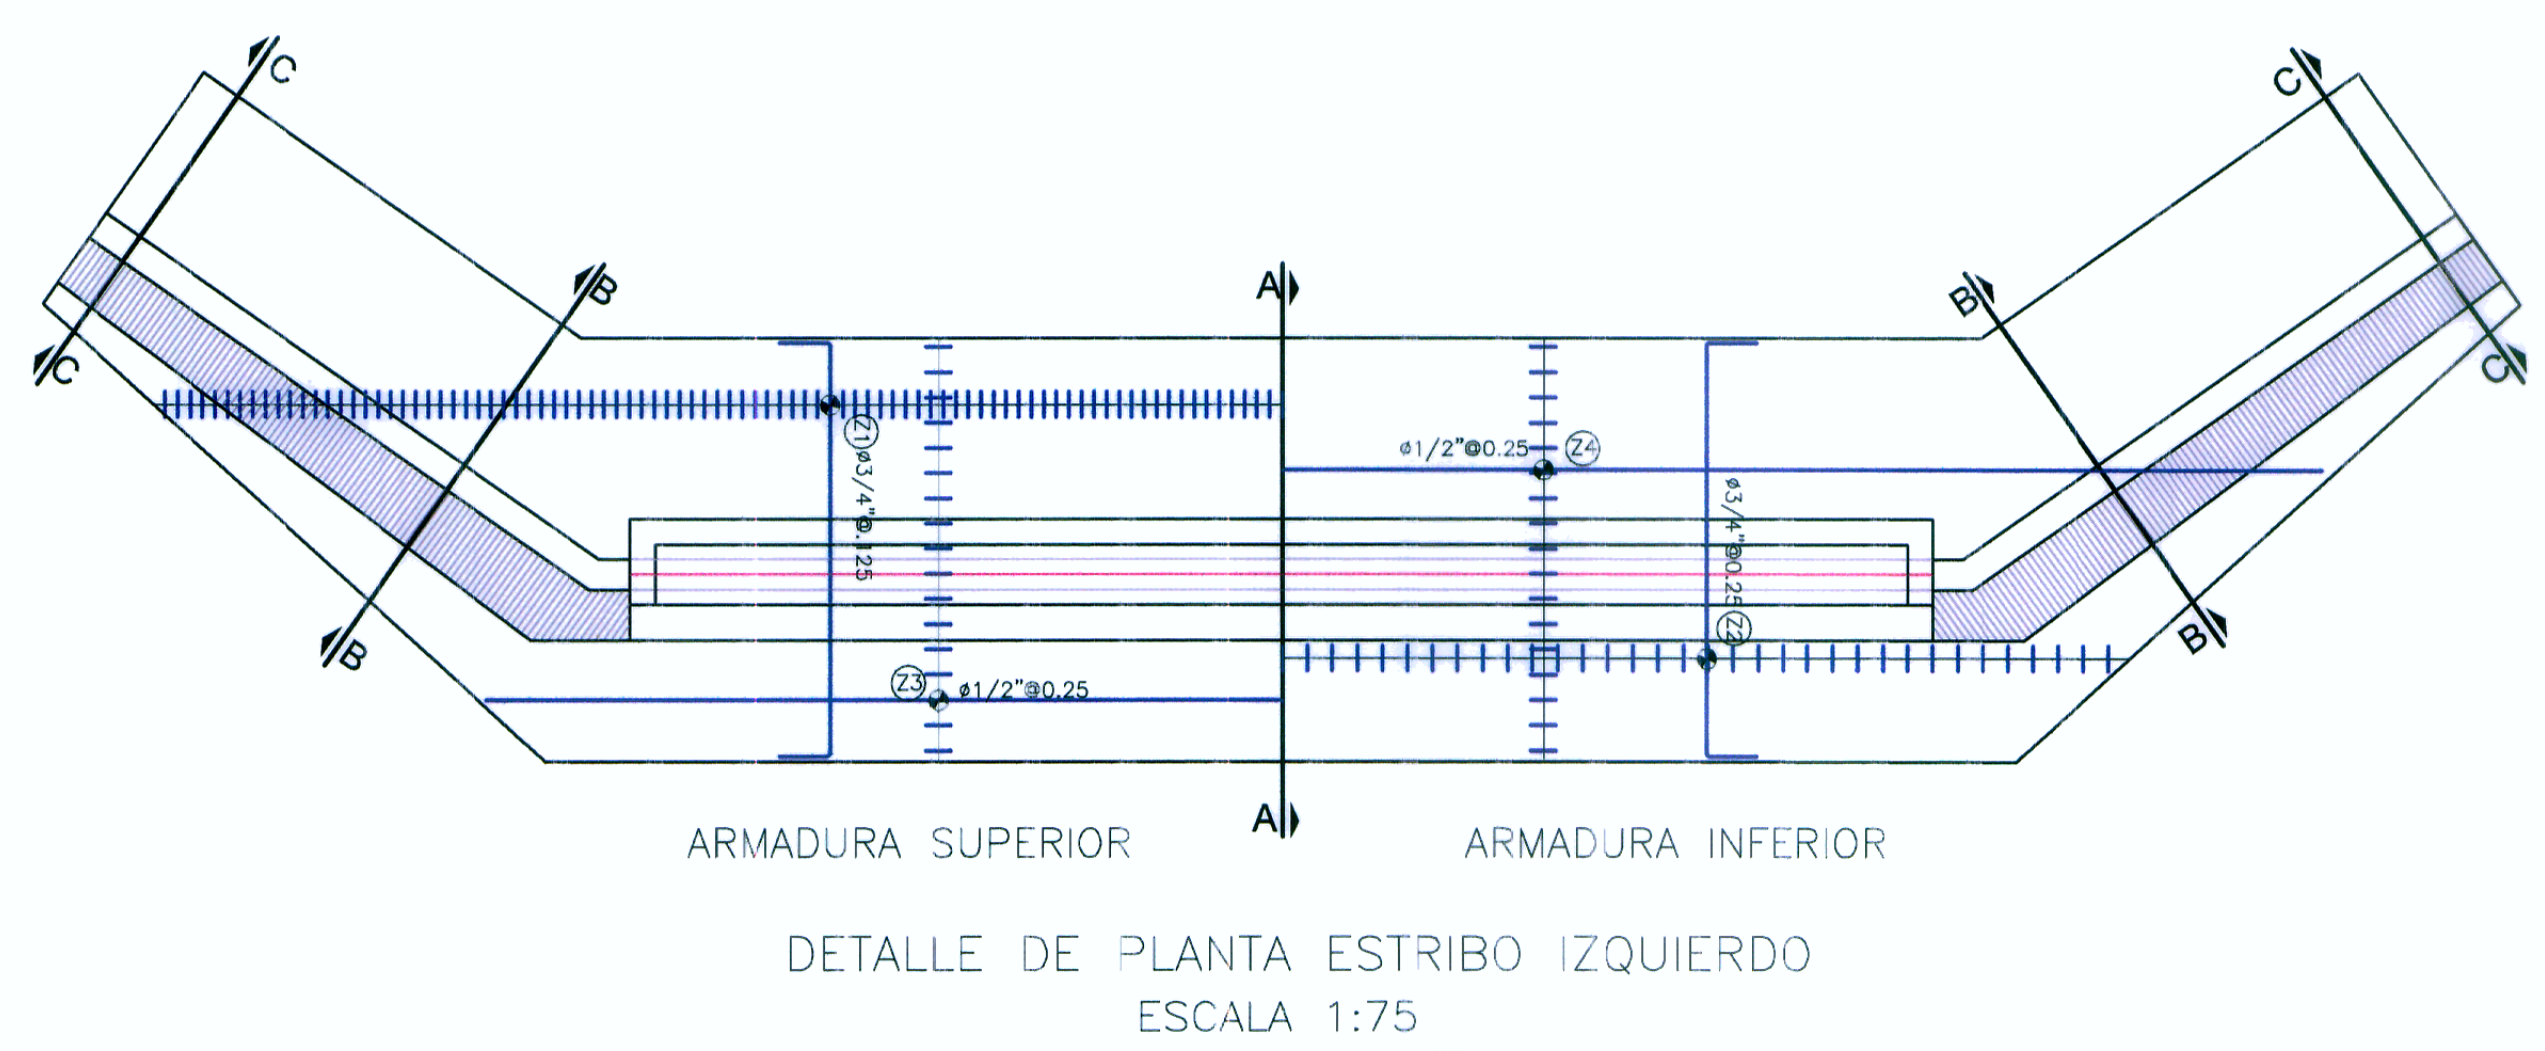 C
C
B
B
A
Z4
ø1/2"@0.25
Z1
ø3/4"@.125
ø3/4"@0.25
Z2
C
C
Z3
ø1/2"@0.25
B
B
A
ARMADURA SUPERIOR
ARMADURA INFERIOR
DETALLE DE PLANTA ESTRIBO IZQUIERDO
ESCALA 1:75